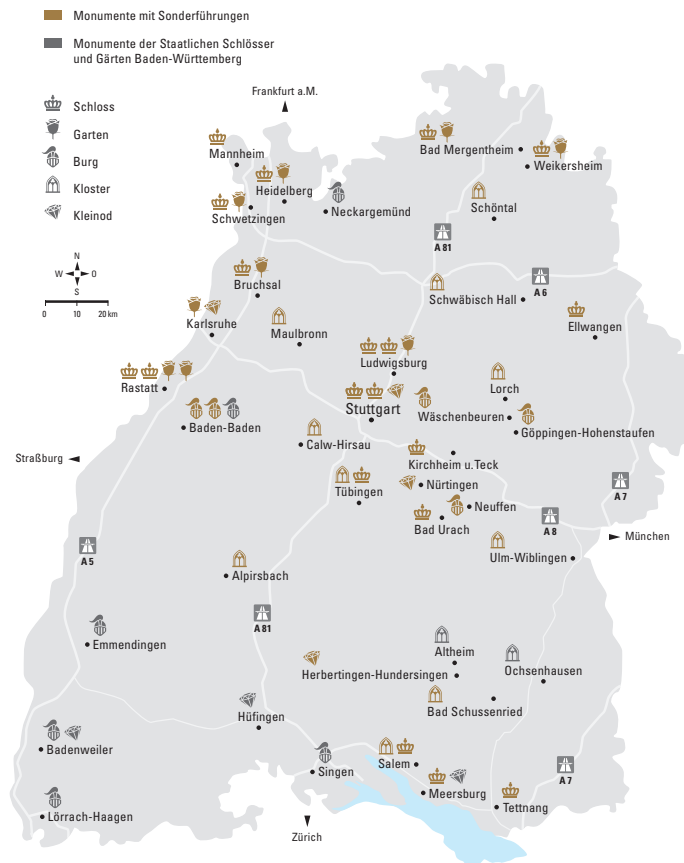 Monumente mit Sonderführungen
Monumente der Staatlichen Schlösser
und Gärten Baden-Württemberg
Schloss
Garten
Burg
Kloster
Kleinod
N
W
O
S
0
10
20 km
Frankfurt a.M.
Mannheim
Heidelberg
Schwetzingen
Neckargemünd
Bad Mergentheim
Weikersheim
Schöntal
A 81
Bruchsal
Schwäbisch Hall
A 6
Karlsruhe
Maulbronn
Ellwangen
Ludwigsburg
Rastatt
Lorch
Stuttgart
Wäschenbeuren
Baden-Baden
Göppingen-Hohenstaufen
Calw-Hirsau
Straßburg
Kirchheim u. Teck
Nürtingen
Tübingen
A 7
Neuffen
Bad Urach
A 8
München
Ulm-Wiblingen
A 5
Alpirsbach
A 81
Emmendingen
Altheim
Herbertingen-Hundersingen
Ochsenhausen
Bad Schussenried
Hüfingen
Badenweiler
Singen
Salem
A 7
Meersburg
Tettnang
Lörrach-Haagen
Zürich